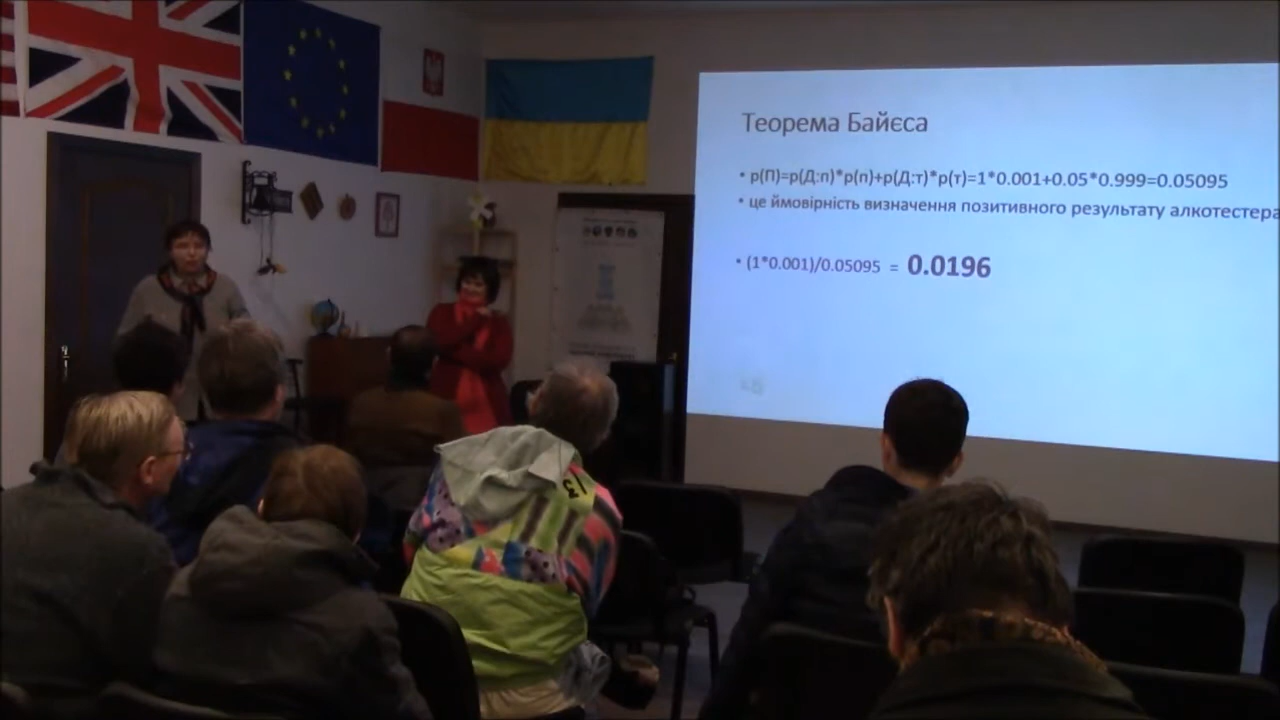 Теорема Байєса
• p(П)=p(Д:п)*p(п)+p(Д:т)*p(т)=1*0.001+0.05*0.999=0.05095
• це ймовірність визначення позитивного результату алкотестера
• (1*0.001)/0.05095 = 0.0196